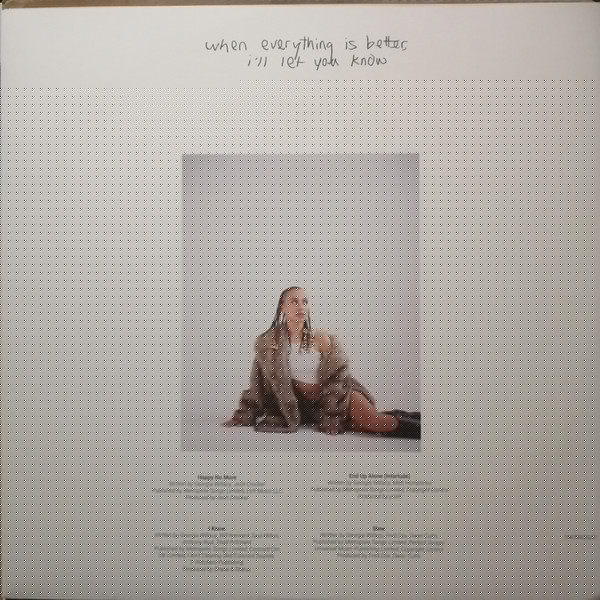 when everything is better,
i'll let you know
Happy No More
Written by Georgia Willacy, Josh Crocker
Published by Metropolis Songs Limited, Left Music LLC
Produced by Josh Crocker
End Up Alone (Interlude)
Written by Georgia Willacy, Matt Humphries
Published by Metropolis Songs Limited, Copyright Control
Produced by
I Know
Written by Georgia Willacy, Will Kennard, Saul Milton,
Todd Pritchard
Published by Metropolis Songs Limited, Concord Cm
UK Limited, I Ain't Clearing Shit/Concord Sounds,
Pritchard Publishing
Produced by Chase & Status
Slow
Written by Georgia Willacy, Fred Cox, Owen Cutts
Published by Metropolis Songs Limited, Perfect Songs/
Universal Music Publishing Limited, Copyright Control
Produced by Fred Cox, Owen Cutts